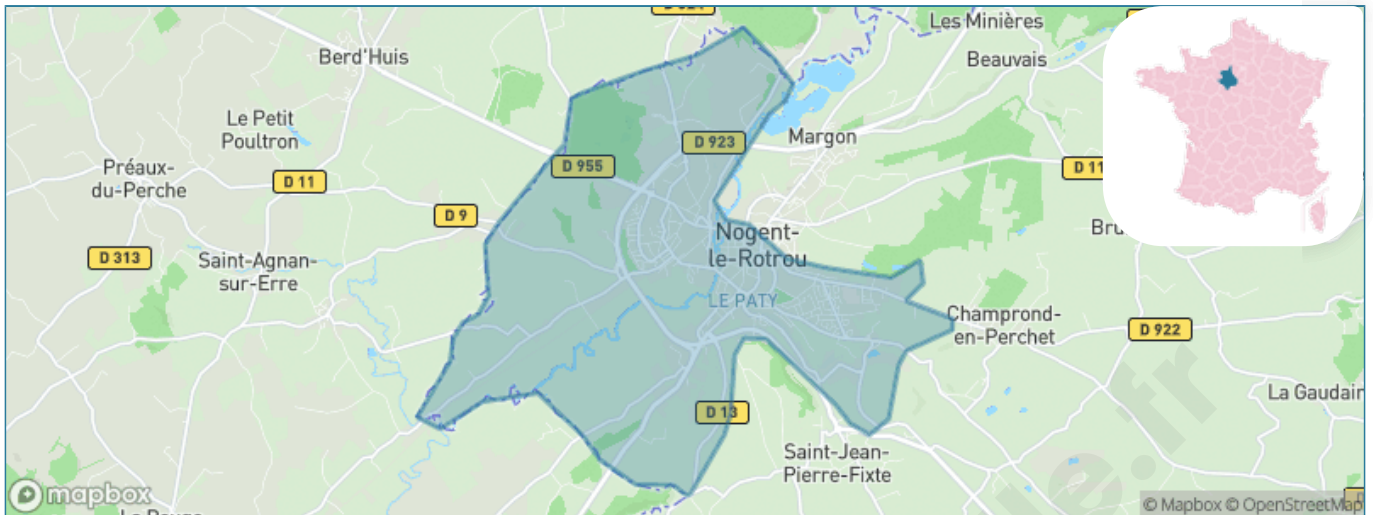 Les Minières
Berd'Huis
Beauvais
Le Petit
Poultron
D 923
Margon
D 955
Préaux-
du-Perche
D 11
D 9
Nogent-
le-Rotrou
D 313
Saint-Agnan-
sur-Erre
LE PATY
Champrond-
en-Perchet
D 922
D 13
La Gaudair
Saint-Jean-
Pierre-Fixte
mapbox
© Mapbox © OpenStreetMap